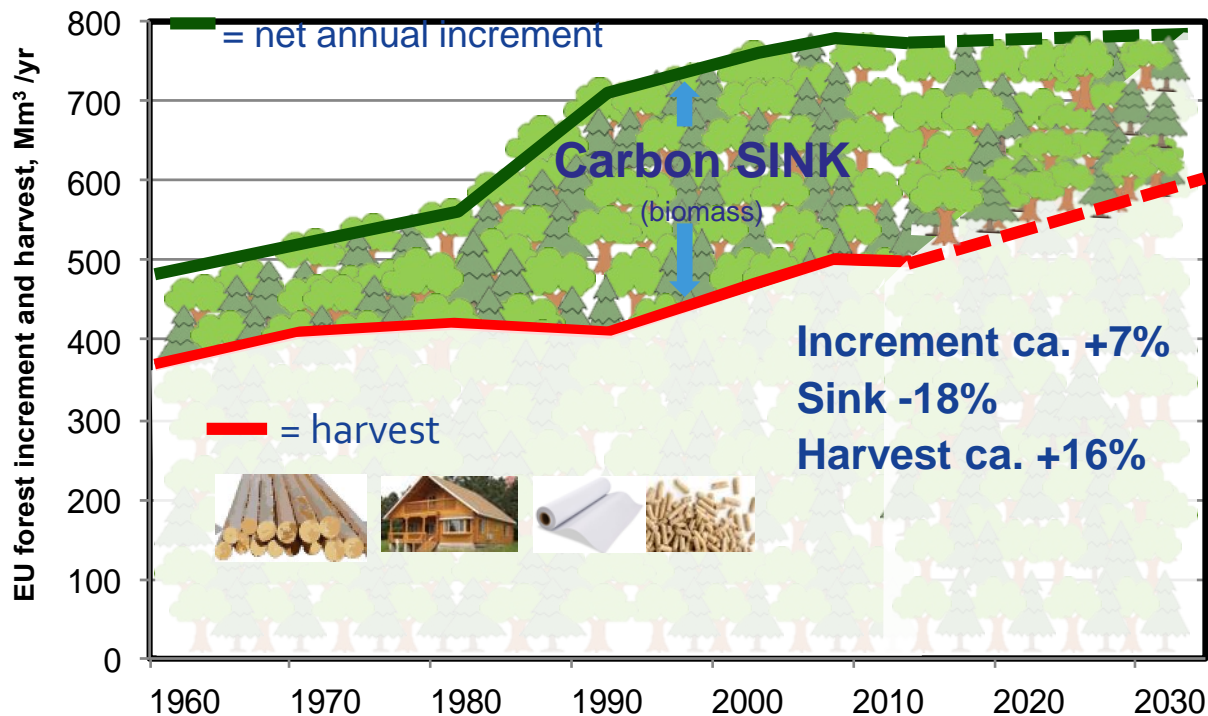 EU forest increment and harvest, Mm³ /yr
800
700
600
500
400
300
200
100
0
= net annual increment
Carbon SINK
(biomass)
Increment ca. +7%
Sink -18%
Harvest ca. +16%
= harvest
1960 1970 1980 1990 2000 2010 2020 2030